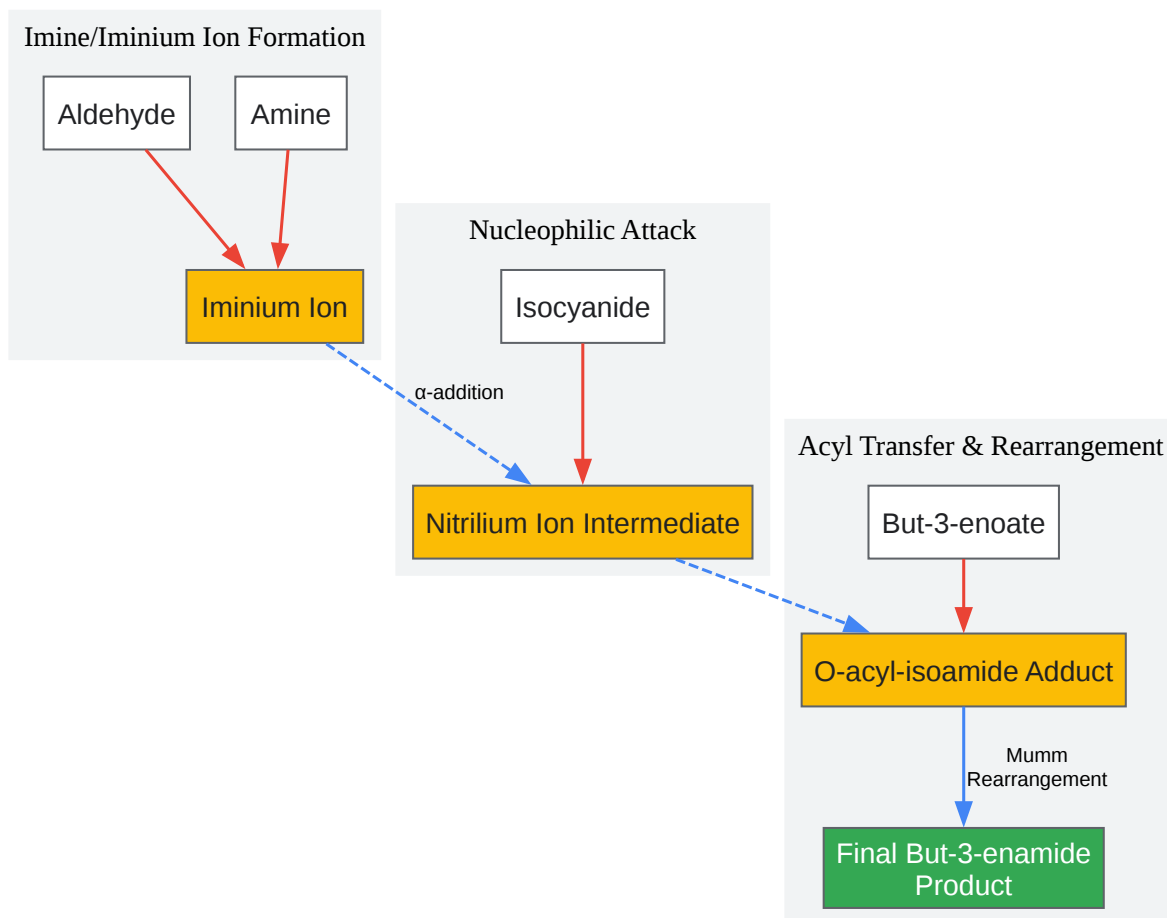 Imine/Iminium Ion Formation
Aldehyde
Amine
Iminium Ion
α-addition
Nucleophilic Attack
Isocyanide
Nitrilium Ion Intermediate
Acyl Transfer & Rearrangement
But-3-enoate
O-acyl-isoamide Adduct
Mumm
Rearrangement
Final But-3-enamide
Product